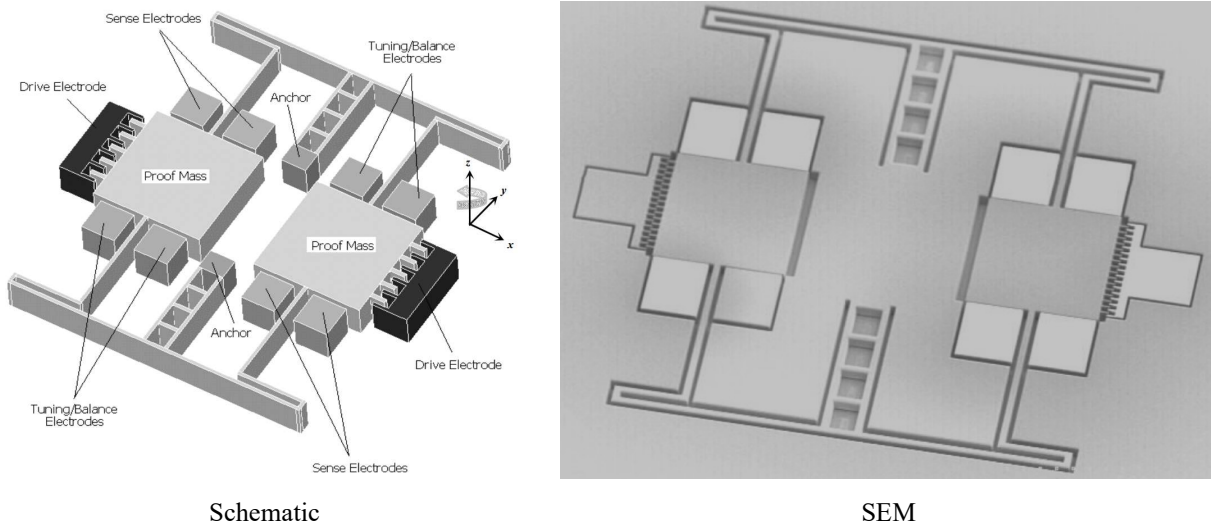 Sense Electrodes
Tuning/Balance
Electrodes
Drive Electrode
Anchor
Proof Mass
z
y
x
Proof Mass
Anchor
Drive Electrode
Tuning/Balance
Electrodes
Sense Electrodes
Schematic
SEM